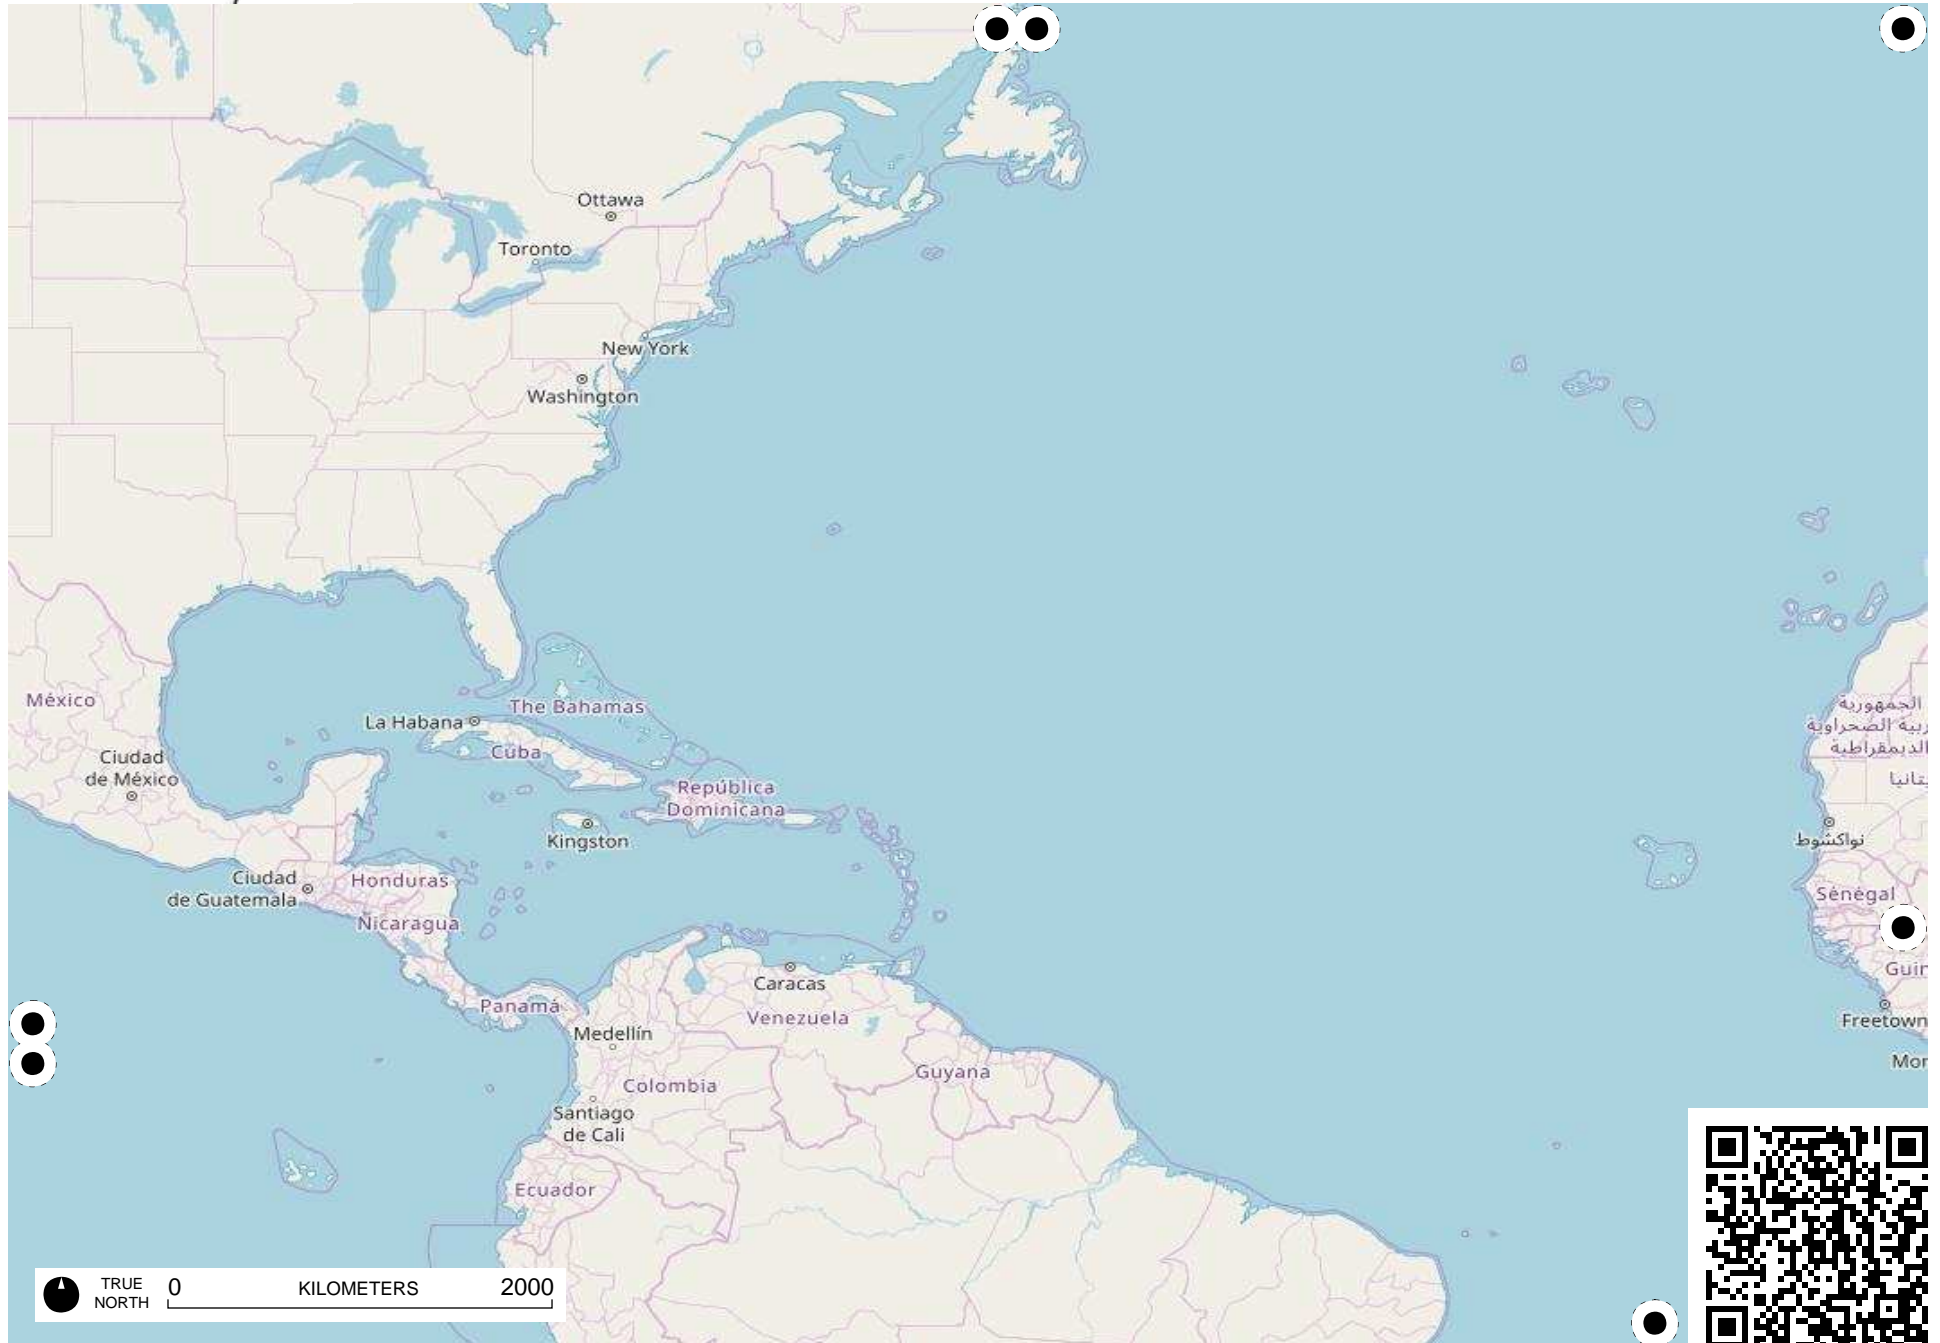 Ottawa
Toronto
New York
Washington
México
La Habana
The Bahamas
Cuba
Ciudad
de México
República
Dominicana
Kingston
Ciudad
de Guatemala
Honduras
Nicaragua
Panamá
Caracas
Venezuela
Medellín
Colombia
Guyana
Santiago
de Cali
Ecuador
الجمهورية
الديمقراطية
نواكشوط
Sénégal
Guin
Freetown
Mon
TRUE
NORTH
0
KILOMETERS
2000